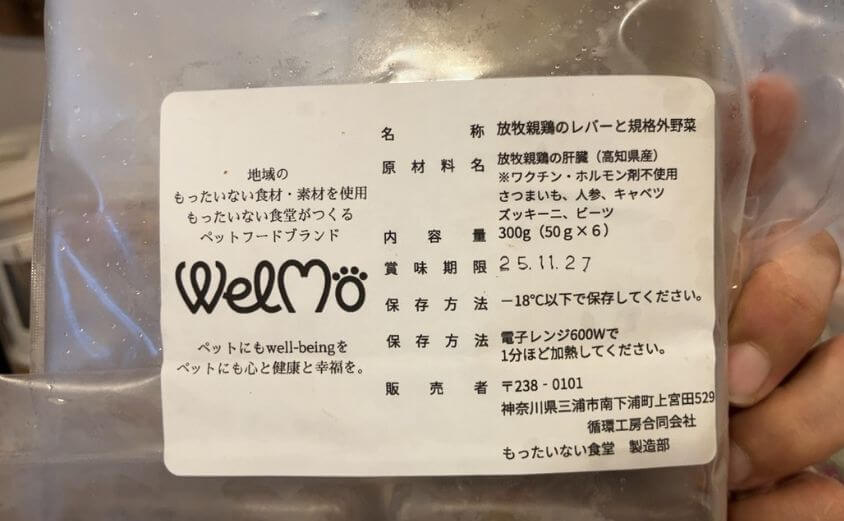 地域の
もったいない食材・素材を使用
もったいない食堂がつくる
ペットフードブランド
WelMo
ペットにもwell-beingを
ペットにも心と健康と幸福を。
名称 放牧親鶏のレバーと規格外野菜
原材料名 放牧親鶏の肝臓（高知県産）
※ワクチン・ホルモン剤不使用
さつまいも、人参、キャベツ
ズッキーニ、ビーツ
内容量 300g（50g×6）
賞味期限 25.11.27
保存方法 －18℃以下で保存してください。
保存方法 電子レンジ600Wで
1分ほど加熱してください。
販売者 〒238‐0101
神奈川県三浦市南下浦町上宮田529
循環工房合同会社
もったいない食堂　製造部